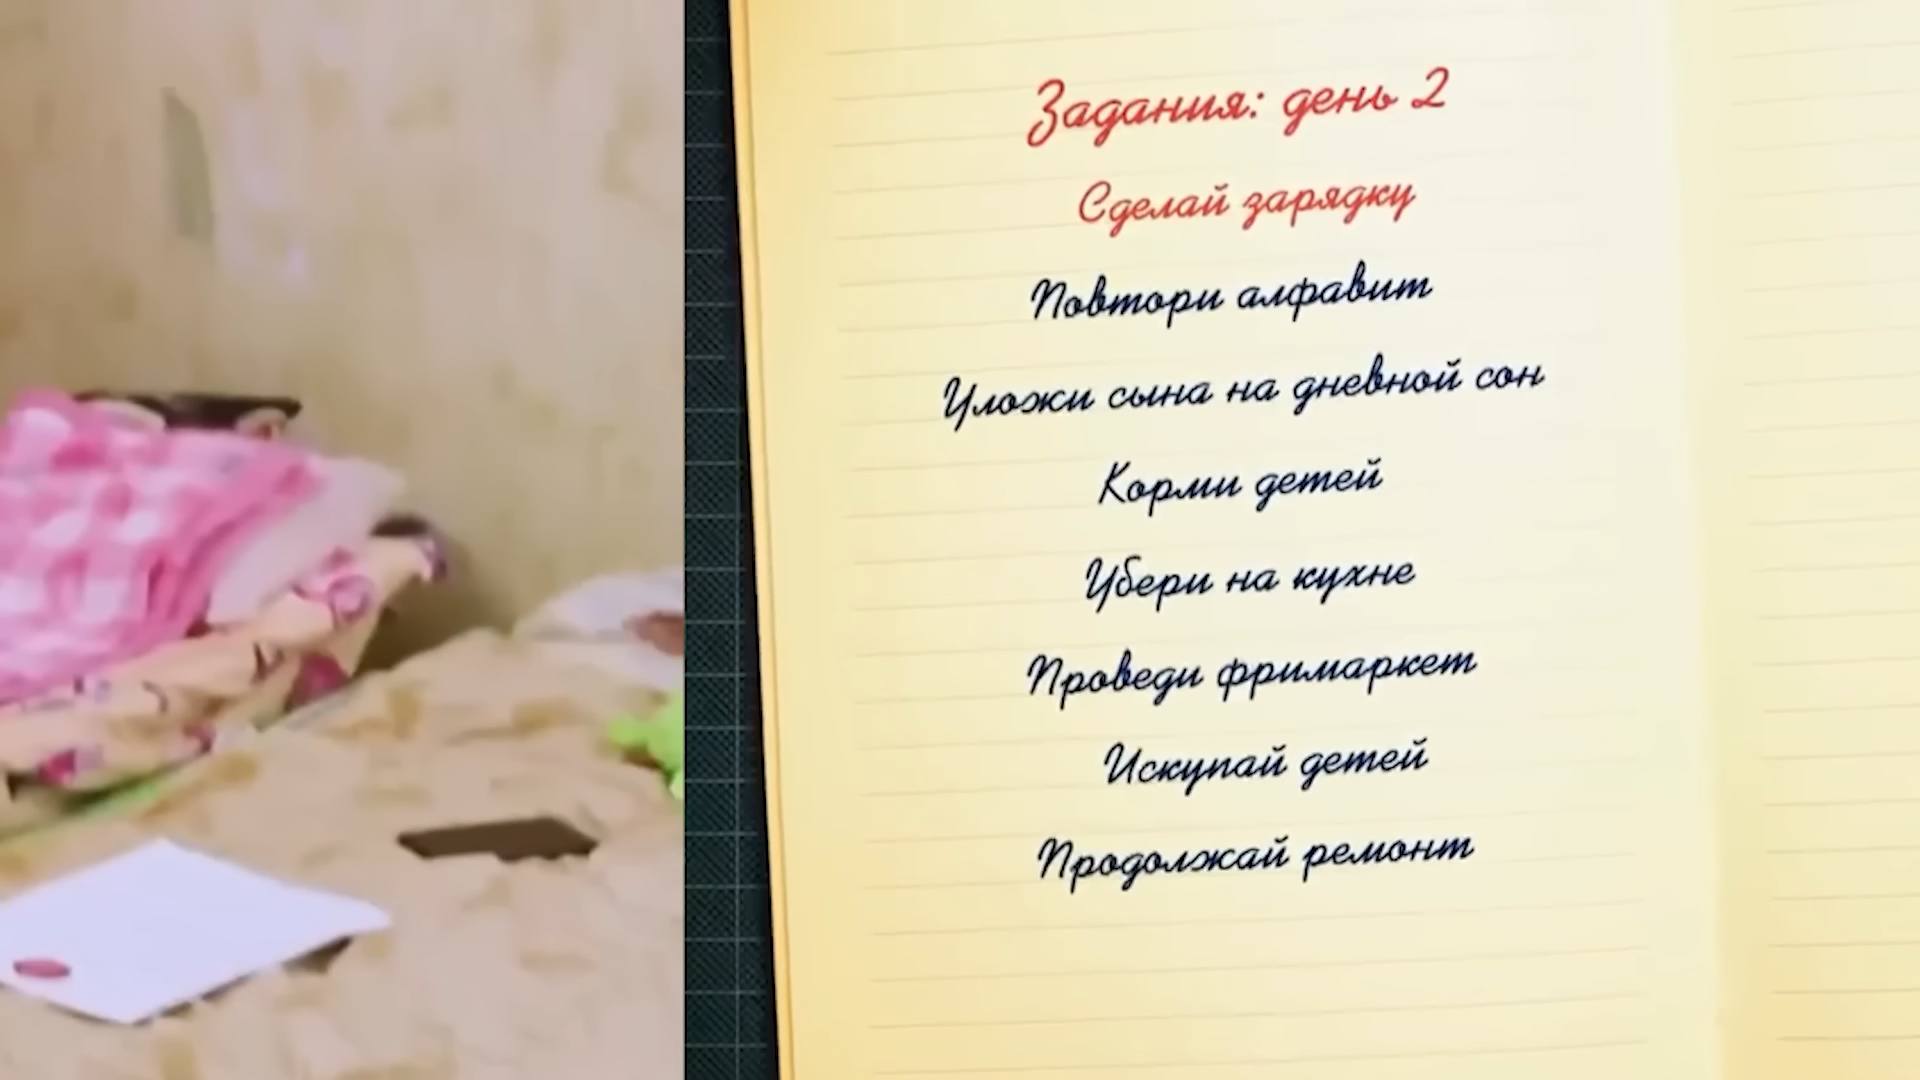 Задания: день 2
Сделай зарядку
Повтори алфавит
Уложи сына на дневной сон
Корми детей
Убери на кухне
Проведи фримаркет
Искупай детей
Продолжай ремонт